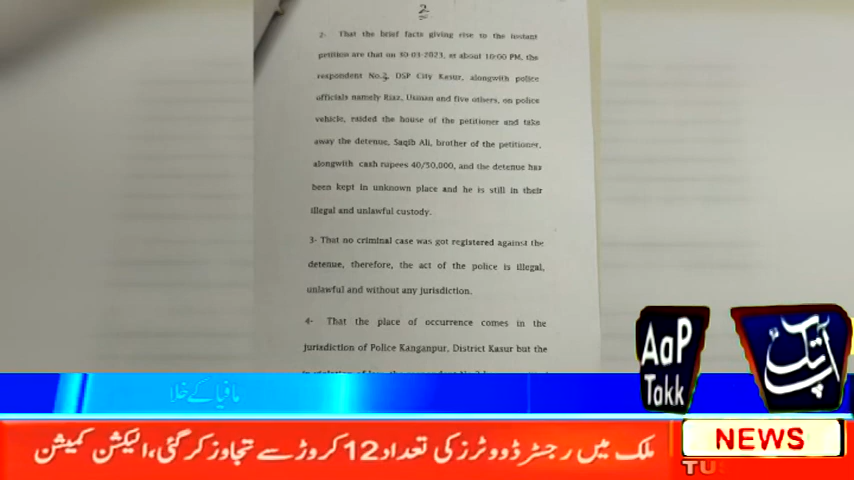 2
2- That the brief facts giving rise to the instant
petition are that on 30-03-2023, at about 10:00 PM, the
respondent No.2, DSP City Kasur, alongwith police
officials namely Riaz, Usman and five others, on police
vehicle, raided the house of the petitioner and take
away the detenue, Saqib Ali, brother of the petitioner,
alongwith cash rupees 40/50,000, and the detenue has
been kept in unknown place and he is still in their
illegal and unlawful custody.
3- That no criminal case was got registered against the
detenue, therefore, the act of the police is illegal,
unlawful and without any jurisdiction.
4- That the place of occurrence comes in the
jurisdiction of Police Kanganpur, District Kasur but the
AaP
Takk
آپ تک
مافیا کے خلا
NEWS
ملک میں رجسٹرڈ ووٹرز کی تعداد 12 کروڑ سے تجاوز کر گئی، الیکشن کمیشن